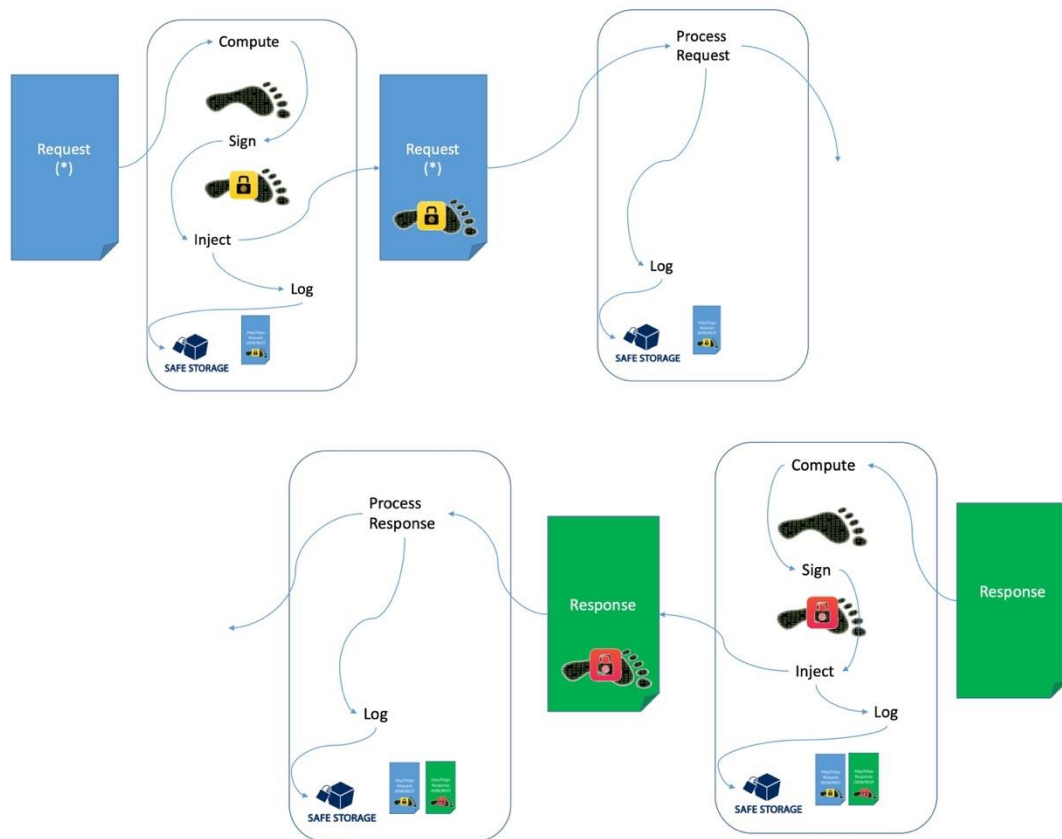 Compute
Process
Request
Request
(*)
Sign
Request
(*)
Inject
Log
Log
SAFE STORAGE
SAFE STORAGE
Compute
Process
Response
Sign
Response
Response
Inject
Log
Log
SAFE STORAGE
SAFE STORAGE